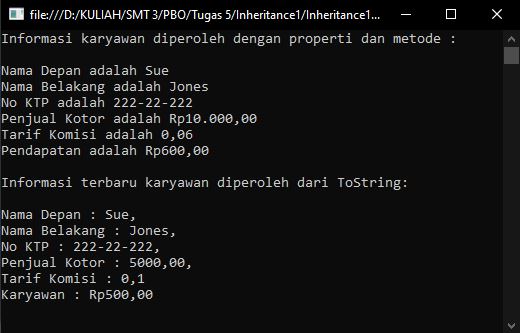 file:///D:/KULIAH/SMT 3/PBO/Tugas 5/Inheritance1/Inheritance1...
Informasi karyawan diperoleh dengan properti dan metode :
Nama Depan adalah Sue
Nama Belakang adalah Jones
No KTP adalah 222-22-222
Penjual Kotor adalah Rp10.000,00
Tarif Komisi adalah 0,06
Pendapatan adalah Rp600,00
Informasi terbaru karyawan diperoleh dari ToString:
Nama Depan : Sue,
Nama Belakang : Jones,
No KTP : 222-22-222,
Penjual Kotor : 5000,00,
Tarif Komisi : 0,1
Karyawan : Rp500,00